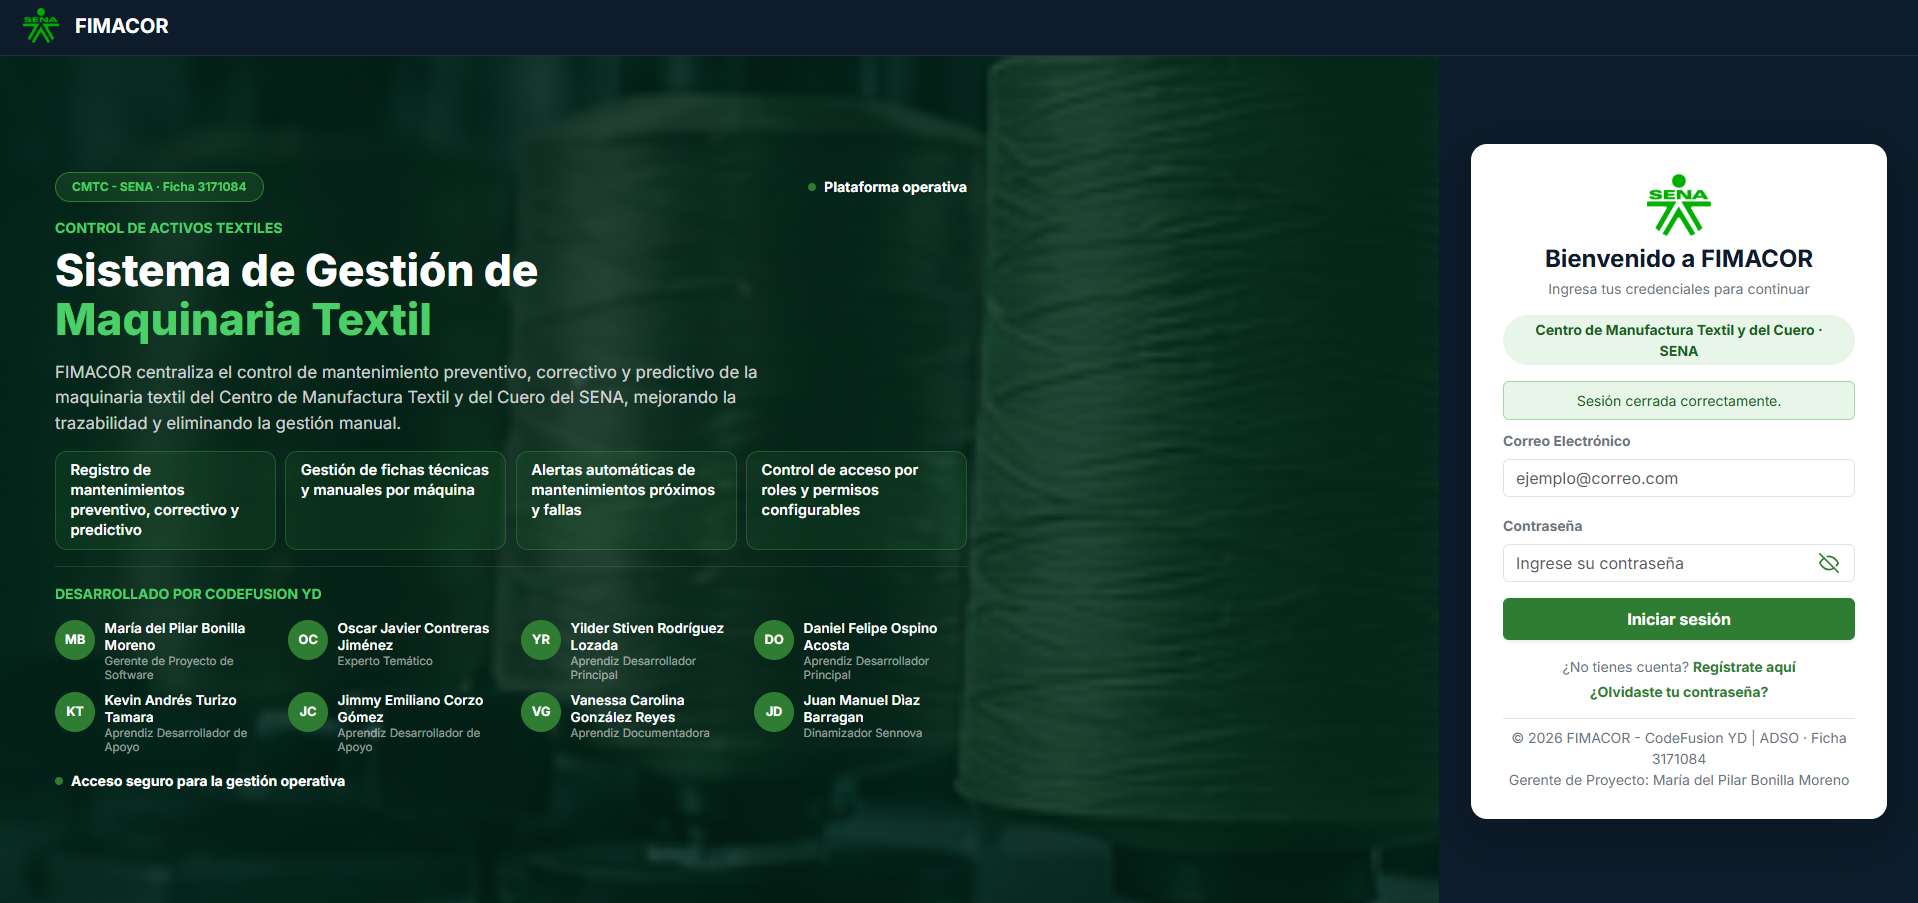 SENA
FIMACOR
CMTC - SENA · Ficha 3171084
Plataforma operativa
CONTROL DE ACTIVOS TEXTILES
Sistema de Gestión de
Maquinaria Textil
FIMACOR centraliza el control de mantenimiento preventivo, correctivo y predictivo de la
maquinaria textil del Centro de Manufactura Textil y del Cuero del SENA, mejorando la
trazabilidad y eliminando la gestión manual.
Registro de
mantenimientos
preventivo, correctivo y
predictivo
Gestión de fichas técnicas
y manuales por máquina
Alertas automáticas de
mantenimientos próximos
y fallas
Control de acceso por
roles y permisos
configurables
DESARROLLADO POR CODEFUSION YD
MB
María del Pilar Bonilla
Moreno
Gerente de Proyecto de
Software
OC
Oscar Javier Contreras
Jiménez
Experto Temático
YR
Yilder Stiven Rodríguez
Lozada
Aprendiz Desarrollador
Principal
DO
Daniel Felipe Ospino
Acosta
Aprendiz Desarrollador
Principal
KT
Kevin Andrés Turizo
Tamara
Aprendiz Desarrollador de
Apoyo
JC
Jimmy Emiliano Corzo
Gómez
Aprendiz Desarrollador de
Apoyo
VG
Vanessa Carolina
González Reyes
Aprendiz Documentadora
JD
Juan Manuel Dìaz
Barragan
Dinamizador Sennova
Acceso seguro para la gestión operativa
SENA
Bienvenido a FIMACOR
Ingresa tus credenciales para continuar
Centro de Manufactura Textil y del Cuero ·
SENA
Sesión cerrada correctamente.
Correo Electrónico
ejemplo@correo.com
Contraseña
Ingrese su contraseña
Iniciar sesión
¿No tienes cuenta? Regístrate aquí
¿Olvidaste tu contraseña?
© 2026 FIMACOR - CodeFusion YD | ADSO · Ficha
3171084
Gerente de Proyecto: María del Pilar Bonilla Moreno